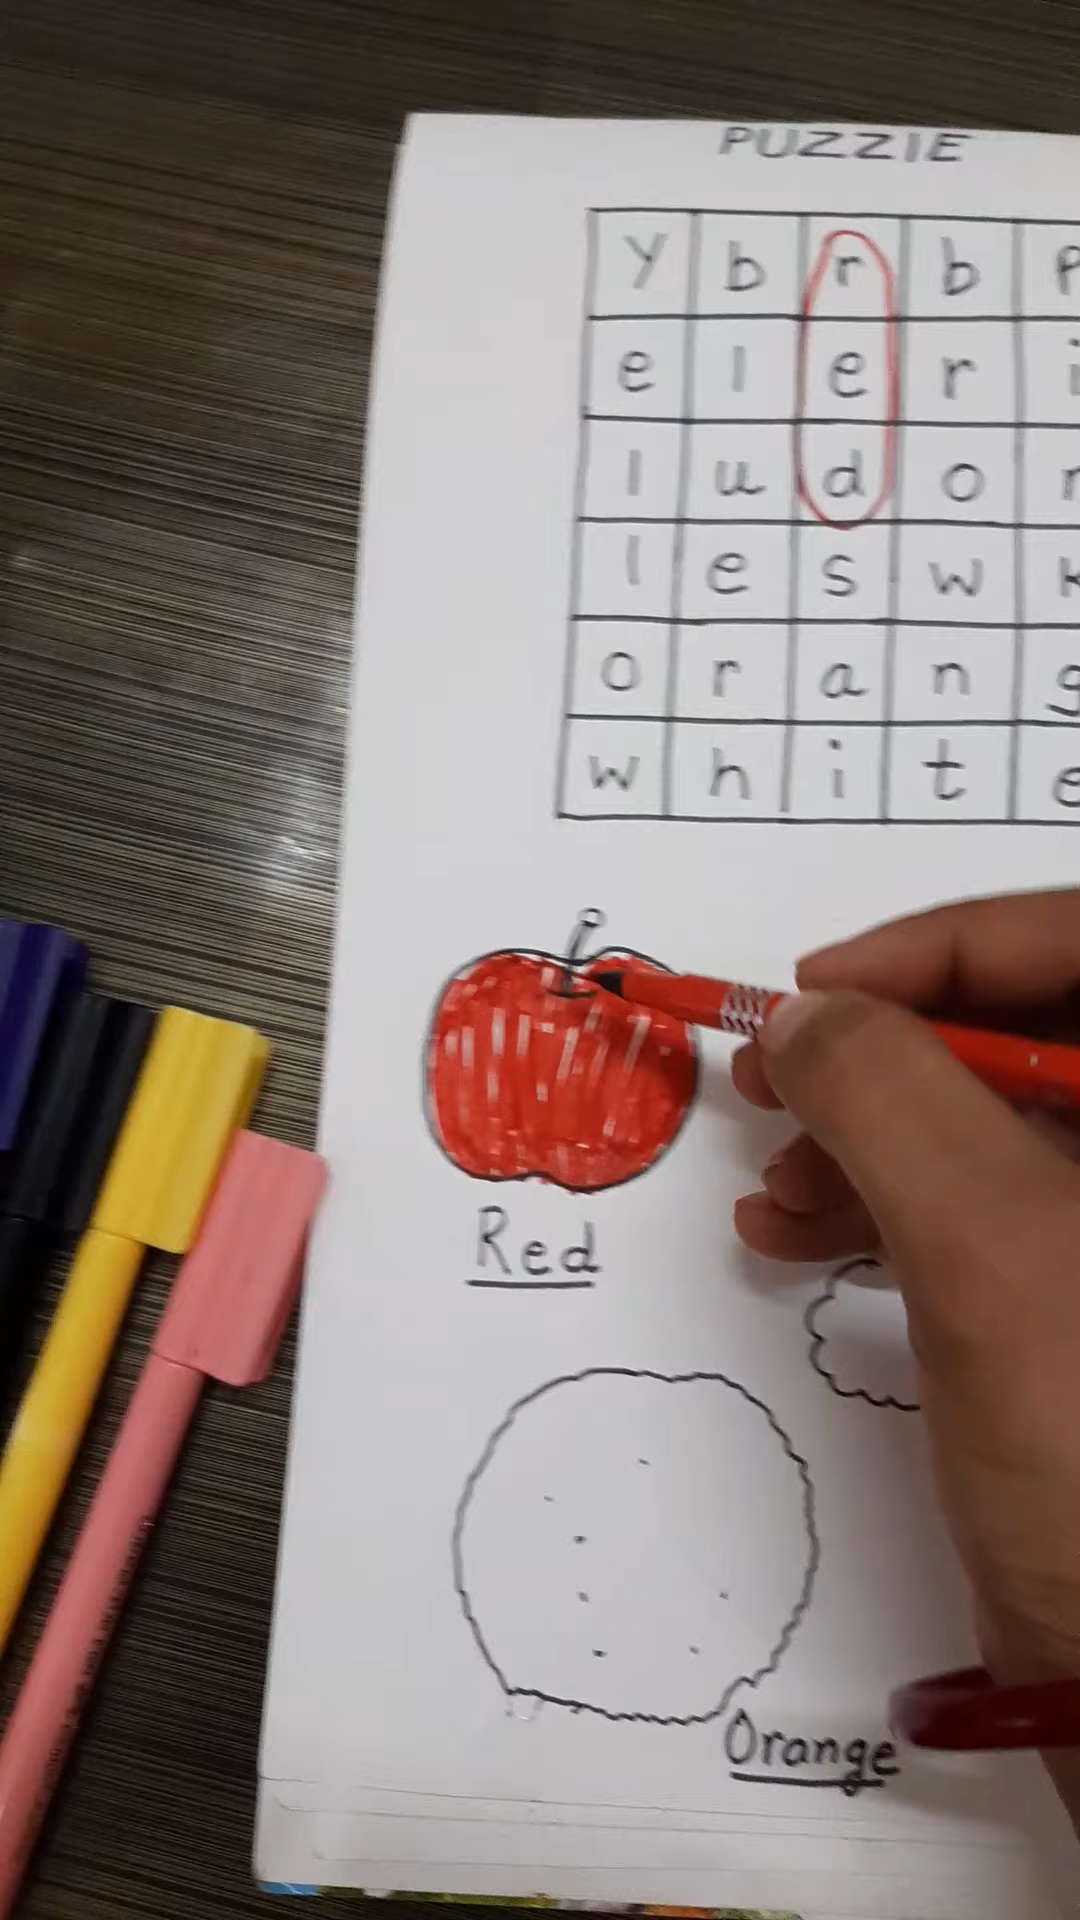 PUZZIE
y b r b p
e l e r i
l u d o
l e s w k
o r a n g
w h i t e
Red
Orange